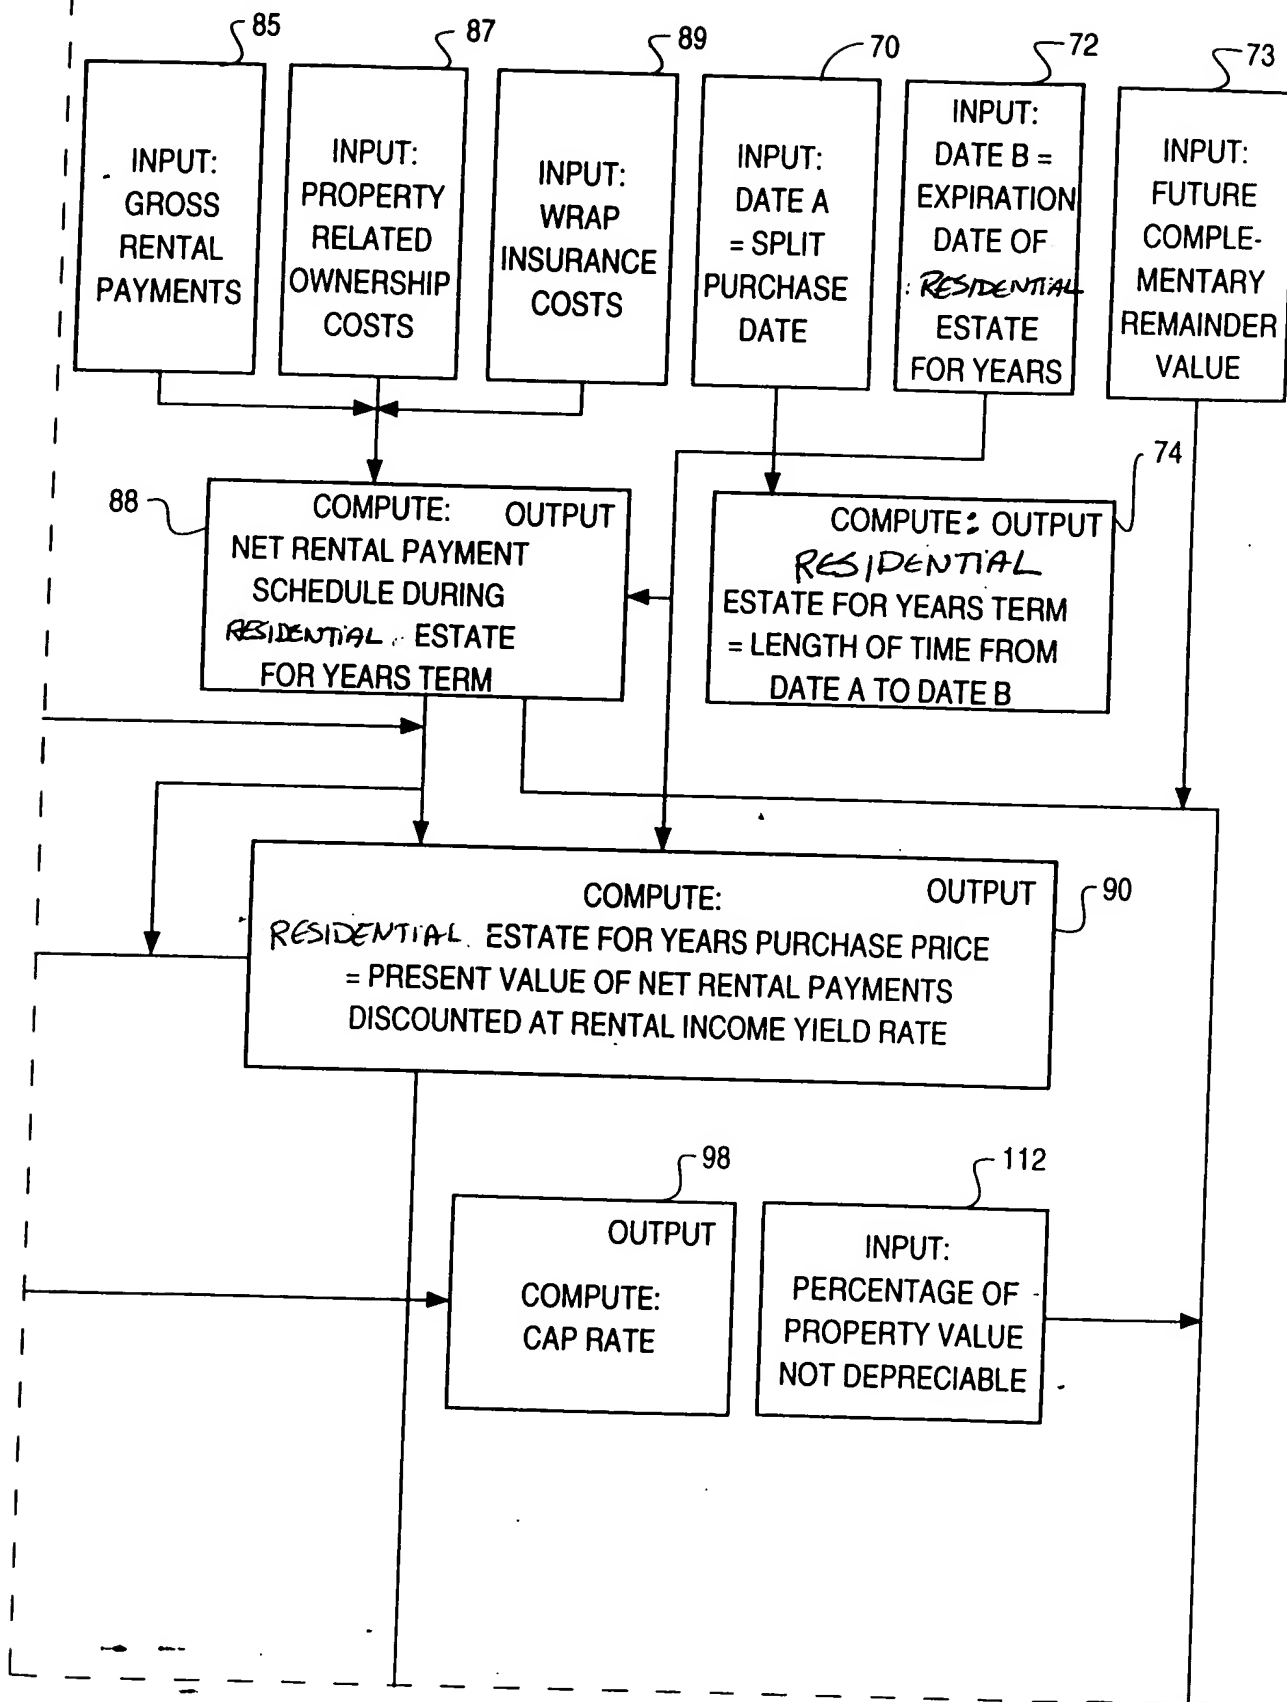 85
87
89
70
72
73
INPUT:
GROSS
RENTAL
PAYMENTS
INPUT:
PROPERTY
RELATED
OWNERSHIP
COSTS
INPUT:
WRAP
INSURANCE
COSTS
INPUT:
DATE A
= SPLIT
PURCHASE
DATE
INPUT:
DATE B =
EXPIRATION
DATE OF
RESIDENTIAL
ESTATE
FOR YEARS
INPUT:
FUTURE
COMPLE-
MENTARY
REMAINDER
VALUE
88
COMPUTE: OUTPUT
NET RENTAL PAYMENT
SCHEDULE DURING
RESIDENTIAL ESTATE
FOR YEARS TERM
74
COMPUTE: OUTPUT
RESIDENTIAL
ESTATE FOR YEARS TERM
= LENGTH OF TIME FROM
DATE A TO DATE B
90
OUTPUT
COMPUTE:
RESIDENTIAL ESTATE FOR YEARS PURCHASE PRICE
= PRESENT VALUE OF NET RENTAL PAYMENTS
DISCOUNTED AT RENTAL INCOME YIELD RATE
98
OUTPUT
COMPUTE:
CAP RATE
112
INPUT:
PERCENTAGE OF
PROPERTY VALUE
NOT DEPRECIABLE